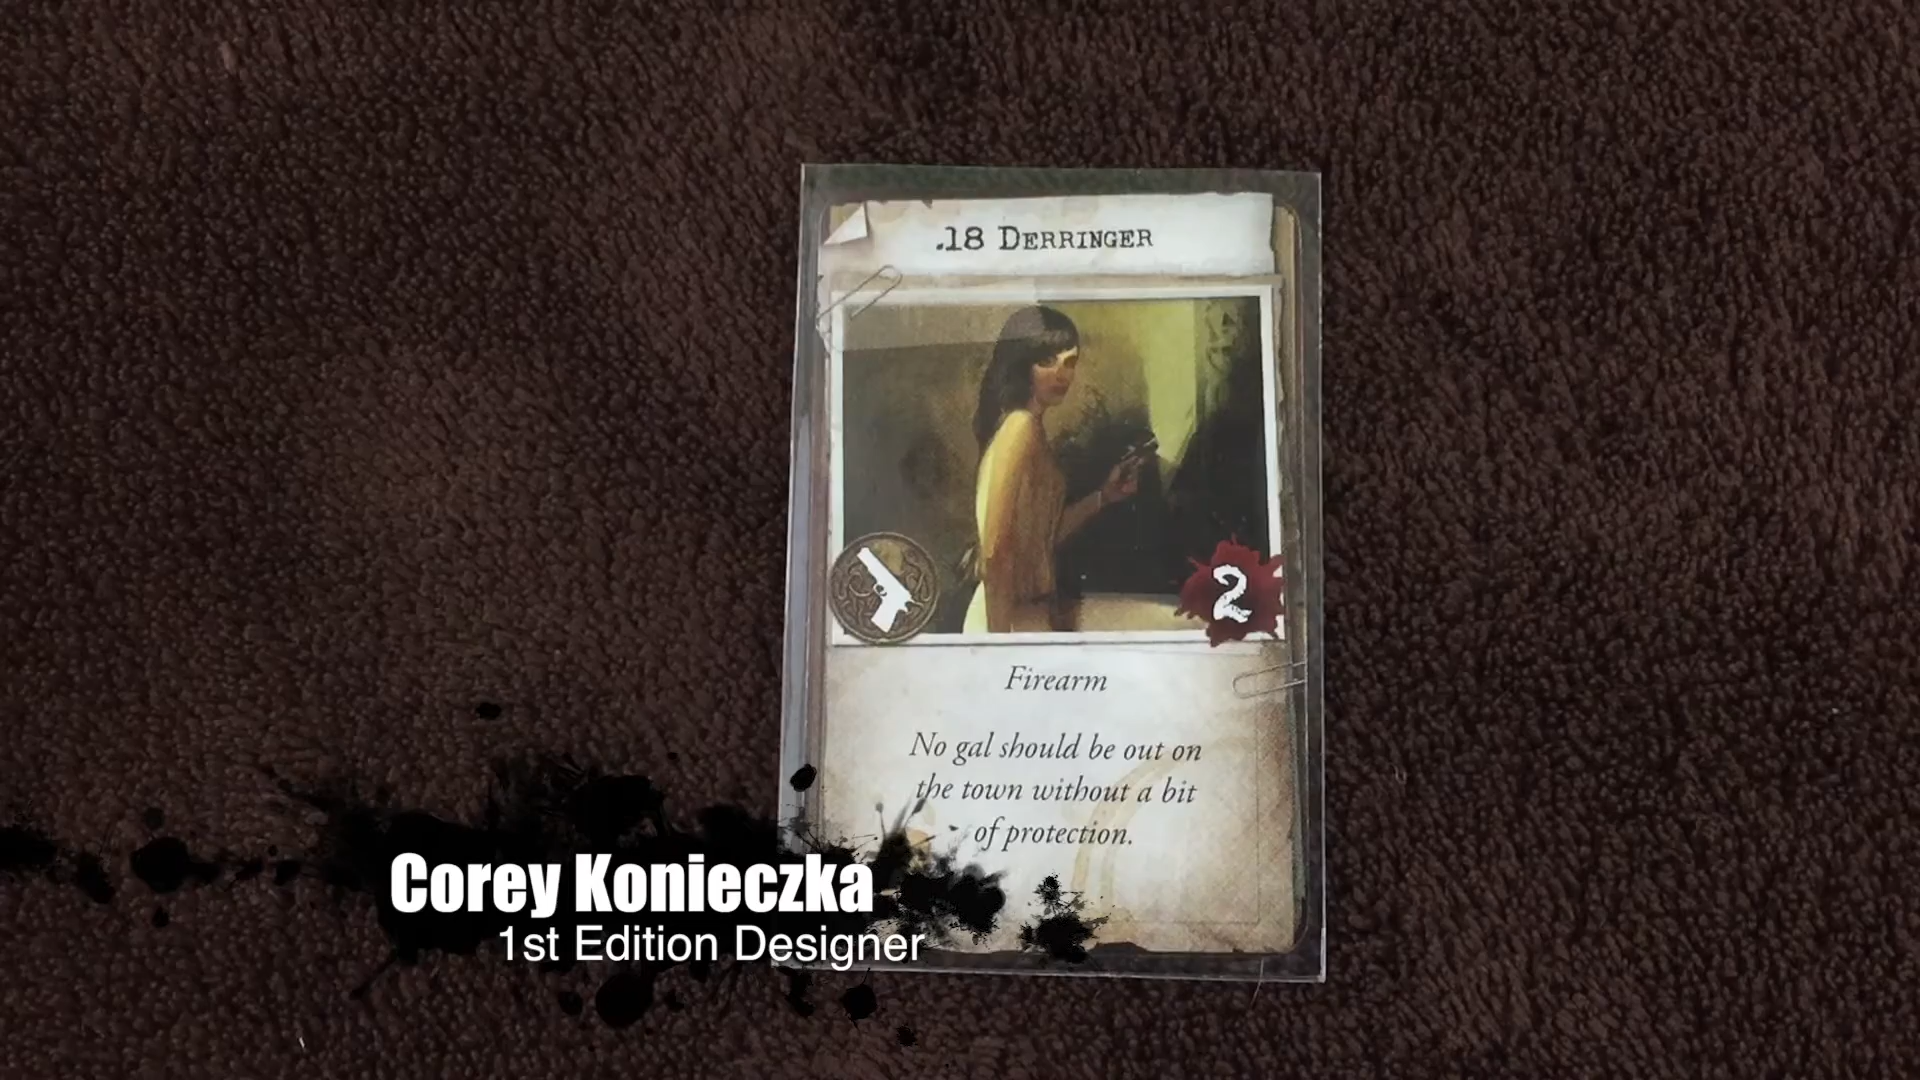 .18 Derringer
2
Firearm
No gal should be out on
the town without a bit
of protection.
Corey Konieczka
1st Edition Designer